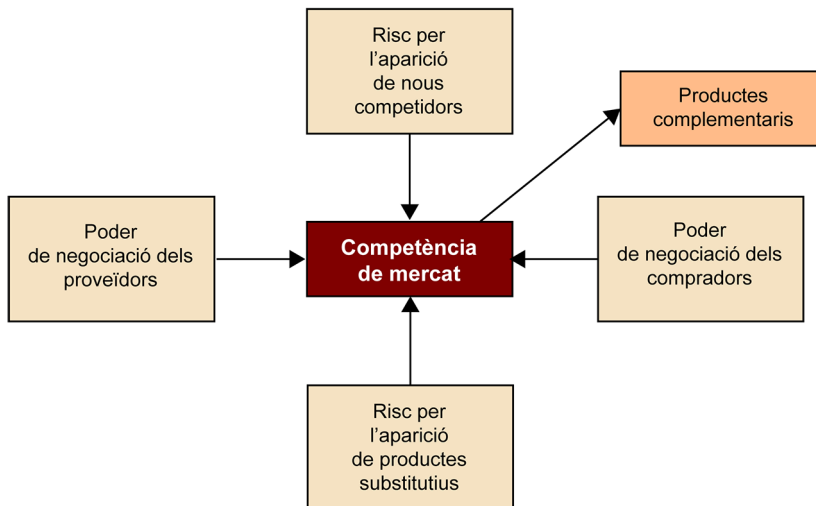 Risc per
l’aparició
de nous
competidors
Productes
complementaris
Poder
de negociació dels
proveïdors
Competència
de mercat
Poder
de negociació dels
compradors
Risc per
l’aparició
de productes
substitutius